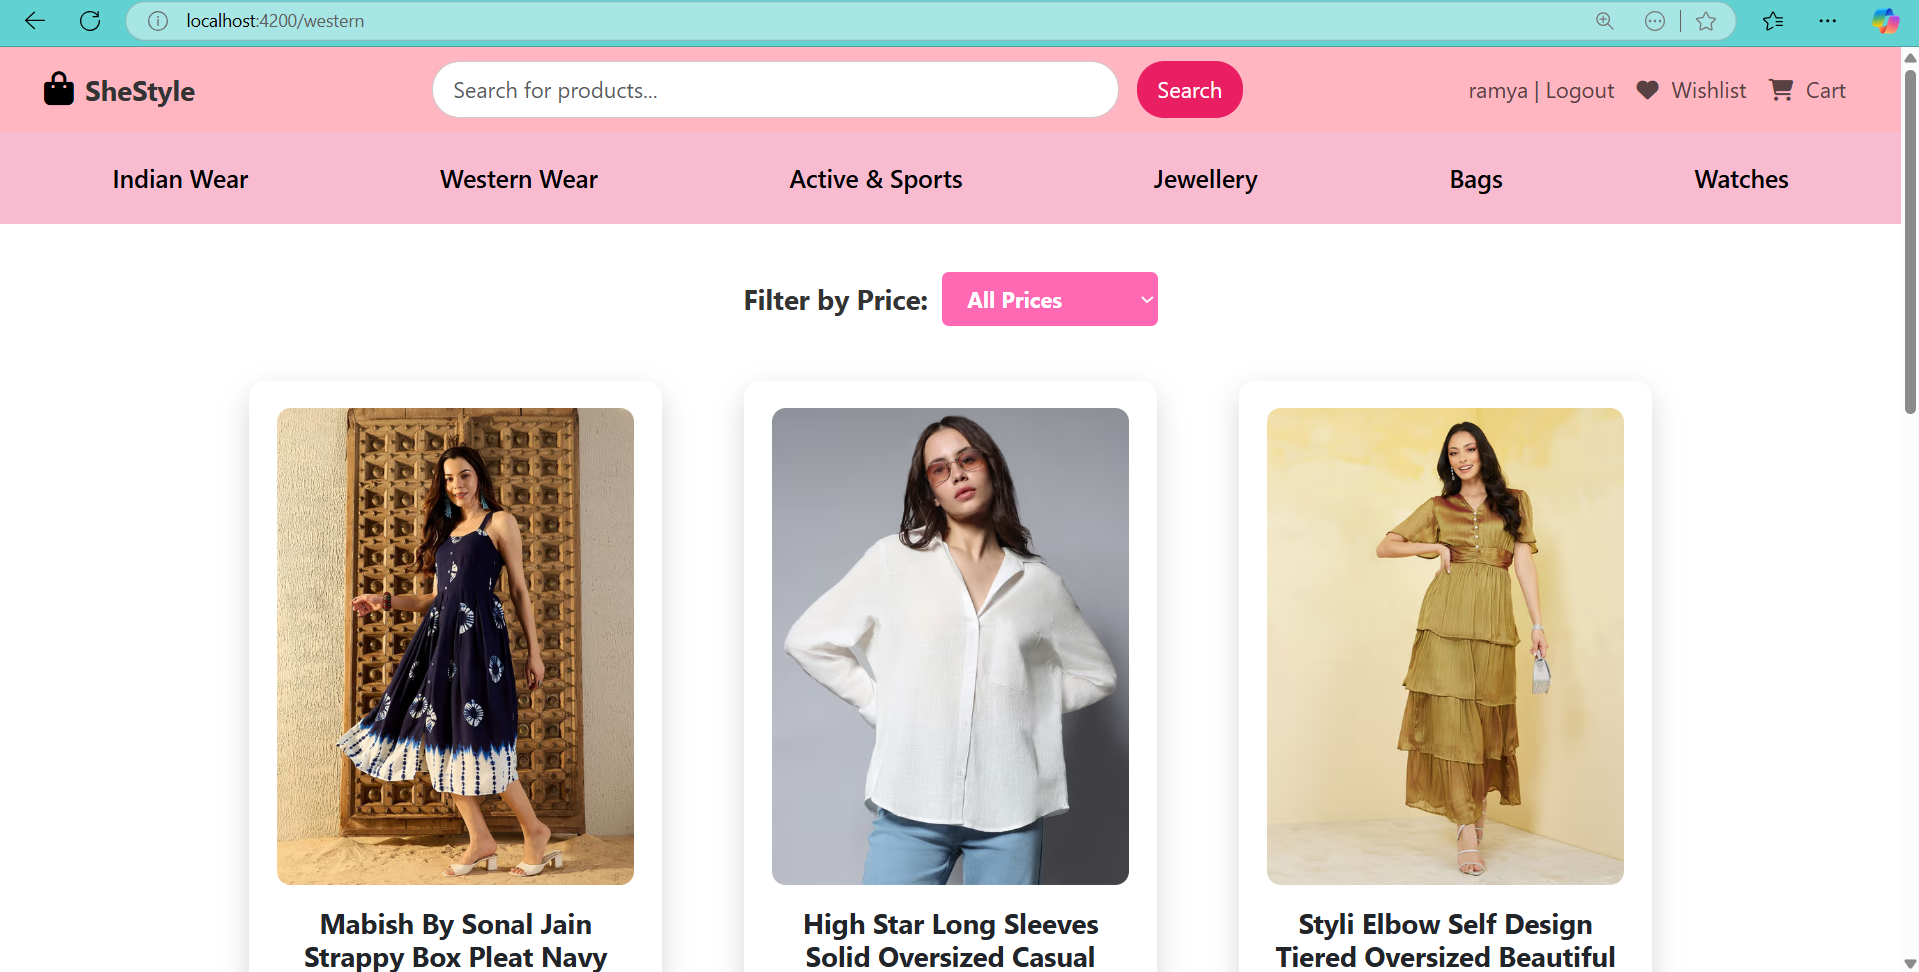 localhost:4200/western
SheStyle
Search for products...
Search
ramya | Logout
Wishlist
Cart
Indian Wear
Western Wear
Active & Sports
Jewellery
Bags
Watches
Filter by Price:
All Prices
Mabish By Sonal Jain
Strappy Box Pleat Navy
High Star Long Sleeves
Solid Oversized Casual
Styli Elbow Self Design
Tiered Oversized Beautiful